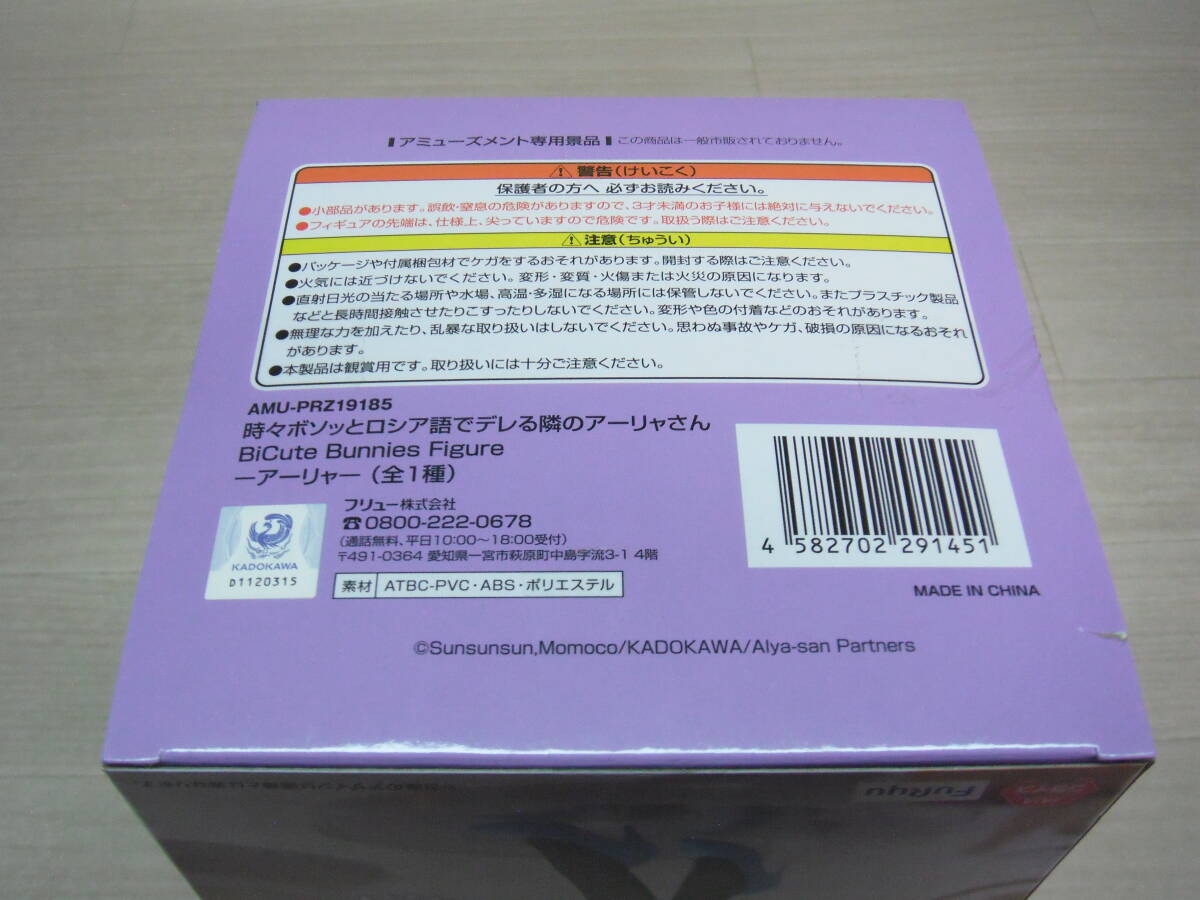 アミューズメント専用景品 この商品は一般市販されておりません。
警告(けいこく)
保護者の方へ 必ずお読みください。
●小部品があります。誤飲・窒息の危険がありますので、3才未満のお子様には絶対に与えないでください。
●フィギュアの先端は、仕様上、尖っていますので危険です。取扱う際はご注意ください。
注意(ちゅうい)
●パッケージや付属梱包材でケガをするおそれがあります。開封する際はご注意ください。
●火気には近づけないでください。変形・変質・火傷または火災の原因になります。
●直射日光の当たる場所や水場、高温・多湿になる場所には保管しないでください。またプラスチック製品
などと長時間接触させたりこすったりしないでください。変形や色の付着などのおそれがあります。
●無理な力を加えたり、乱暴な取り扱いはしないでください。思わぬ事故やケガ、破損の原因になるおそれ
があります。
●本製品は観賞用です。取り扱いには十分ご注意ください。
AMU-PRZ19185
時々ボソッとロシア語でデレる隣のアーリャさん
BiCute Bunnies Figure
ーアーリャー(全1種)
フリュー株式会社
☎0800-222-0678
(通話無料、平日10:00〜18:00受付)
〒491-0364 愛知県一宮市萩原町中島字流3-1 4階
KADOKAWA
D1120315
素材 ATBC-PVC・ABS・ポリエステル
4 582702 291451
MADE IN CHINA
©Sunsunsun,Momoco/KADOKAWA/Alya-san Partners
FuRyu